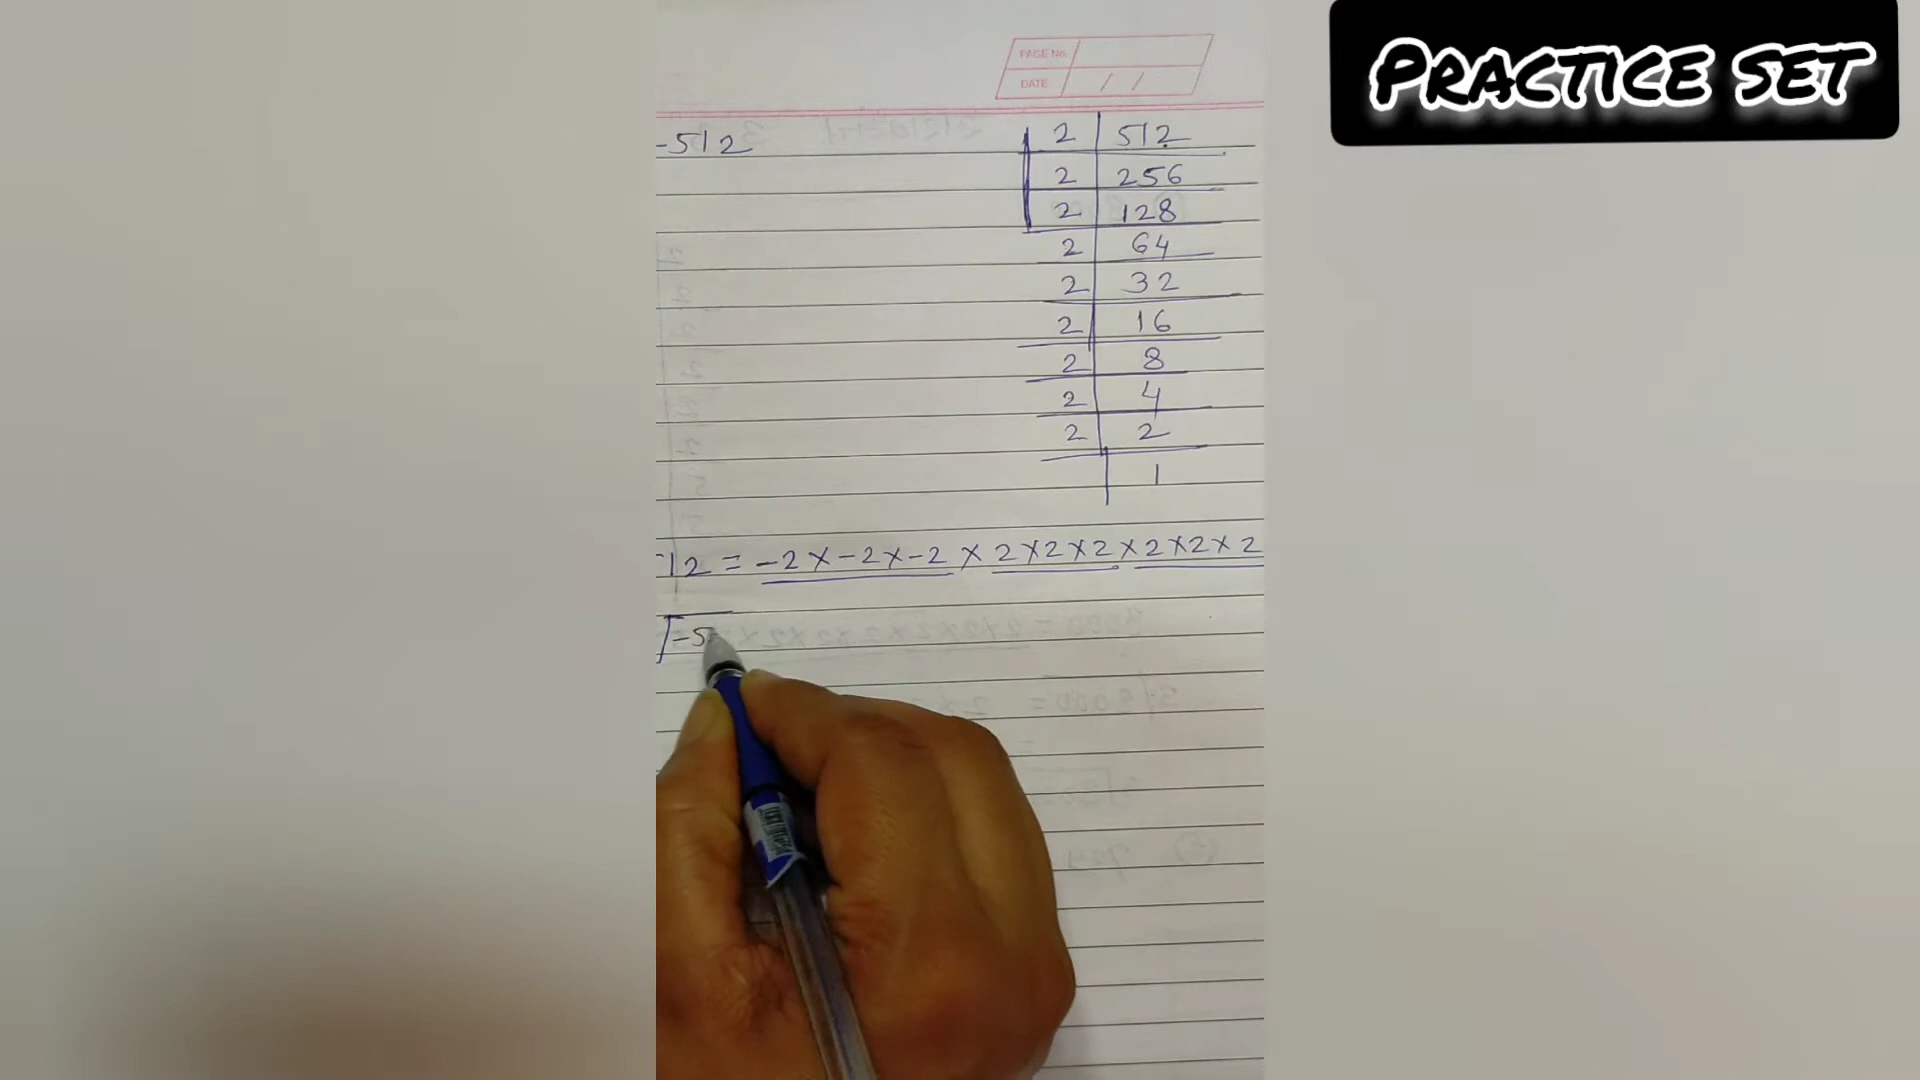 PRACTICE SET
PAGE No.
DATE / /
-512
2 | 512
2 | 256
2 | 128
2 | 64
2 | 32
2 | 16
2 | 8
2 | 4
2 | 2
1
12 = -2 × -2 × -2 × 2×2×2 × 2×2×2
√-5